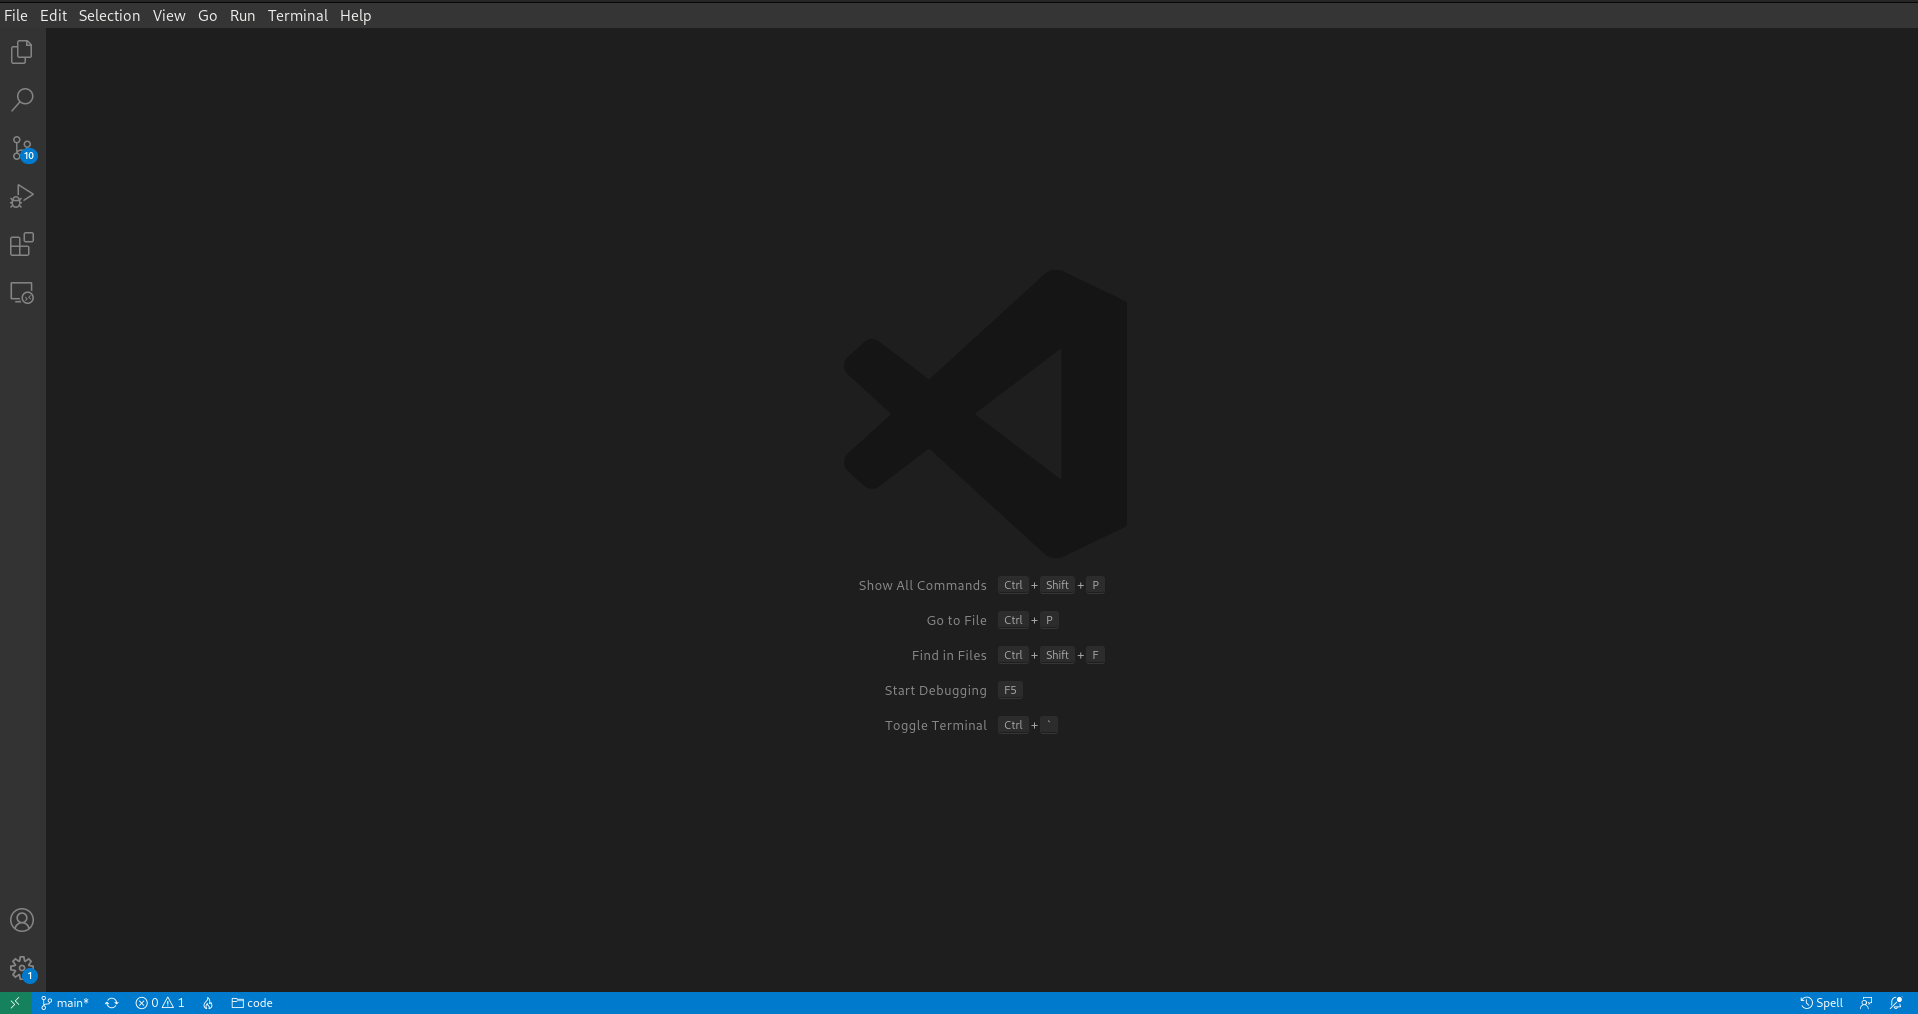 File Edit Selection View Go Run Terminal Help
10
Show All Commands Ctrl + Shift + P
Go to File Ctrl + P
Find in Files Ctrl + Shift + F
Start Debugging F5
Toggle Terminal Ctrl + `
1
main* 0 1 code Spell